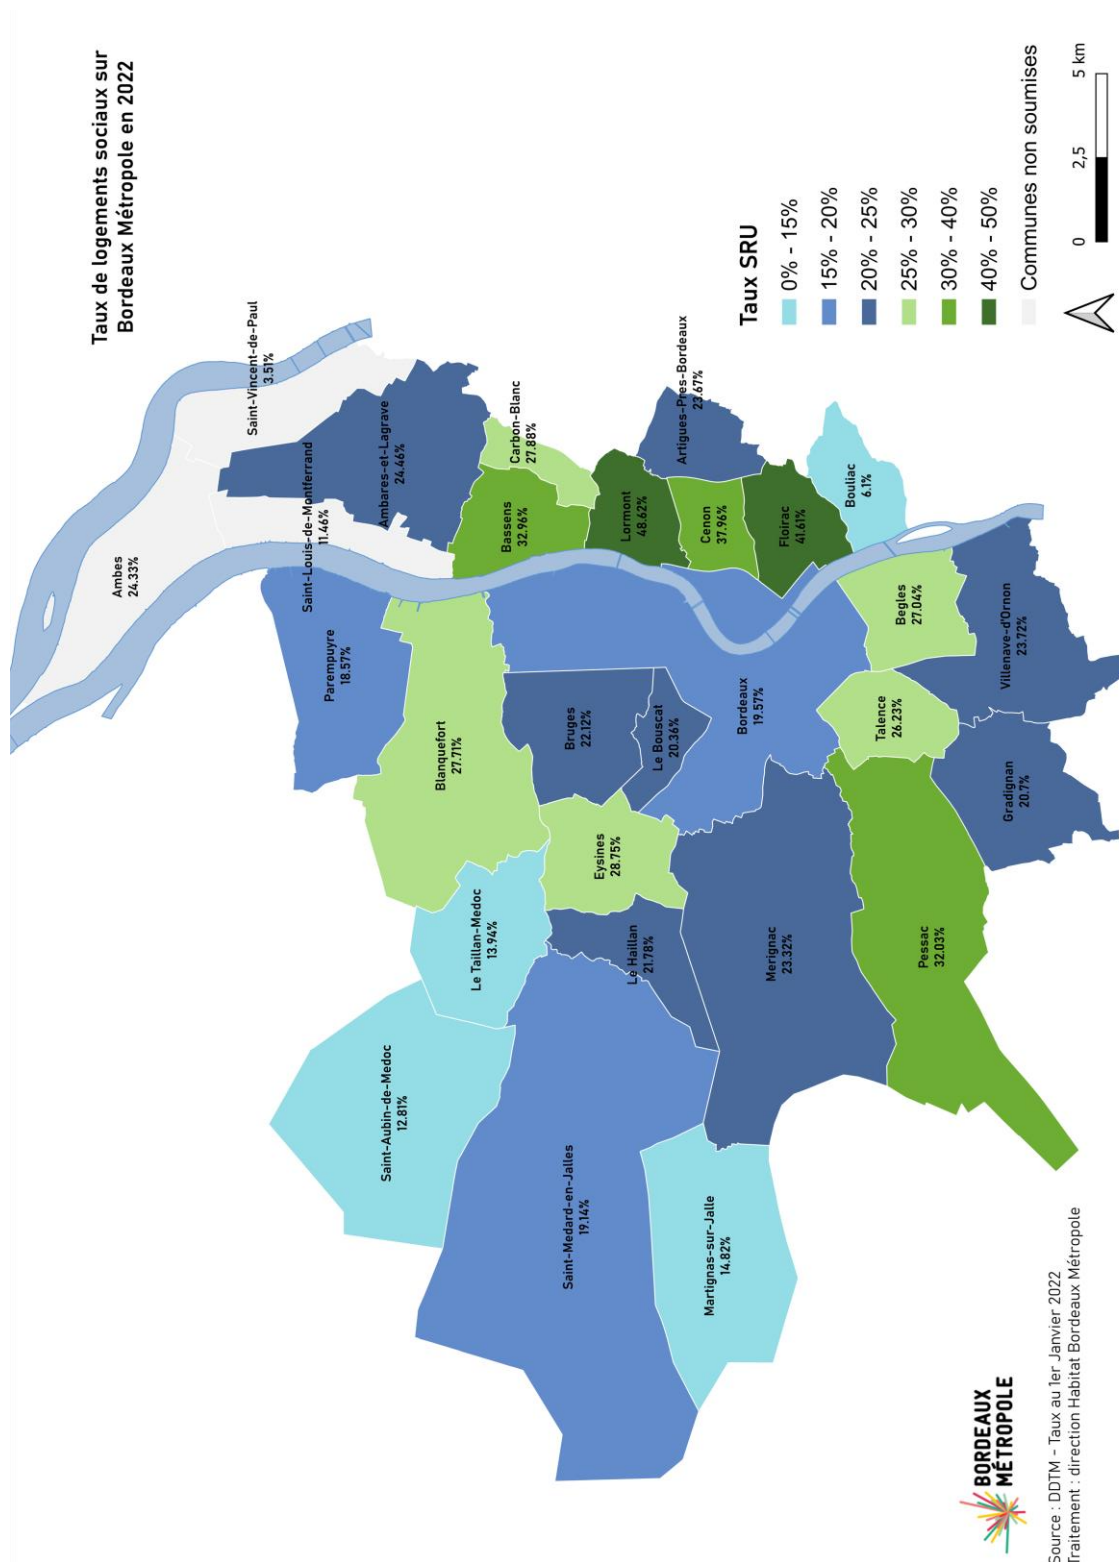 Taux de logements sociaux sur
Bordeaux Métropole en 2022
Ambes
24.33%
Saint-Vincent-de-Paul
3.51%
Saint-Louis-de-Montferrand
11.46%
Ambares-et-Lagrave
24.46%
Parempuyre
18.57%
Blanquefort
27.71%
Bassens
32.96%
Carbon-Blanc
27.88%
Saint-Aubin-de-Medoc
12.81%
Le Taillan-Medoc
13.94%
Eysines
28.75%
Bruges
22.12%
Le Bouscat
20.36%
Lormont
48.62%
Cenon
37.96%
Artigues-Pres-Bordeaux
23.67%
Saint-Medard-en-Jalles
19.14%
Le Haillan
21.78%
Bordeaux
19.57%
Floirac
41.61%
Bouliac
6.1%
Martignas-sur-Jalle
14.82%
Merignac
23.32%
Talence
26.23%
Begles
27.04%
Pessac
32.03%
Gradignan
20.7%
Villenave-d'Ornon
23.72%
Taux SRU
0% - 15%
15% - 20%
20% - 25%
25% - 30%
30% - 40%
40% - 50%
Communes non soumises
0 2,5 5 km
BORDEAUX
MÉTROPOLE
Source : DDTM - Taux au 1er Janvier 2022
Traitement : direction Habitat Bordeaux Métropole